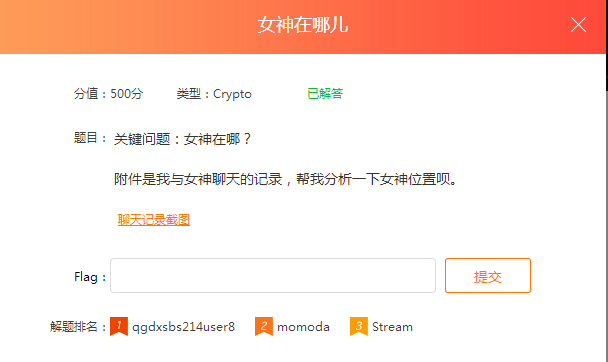 女神在哪儿
分值：500分 类型：Crypto 已解答
题目： 关键问题：女神在哪？
附件是我与女神聊天的记录，帮我分析一下女神位置呗。
聊天记录截图
Flag： 提交
解题排名： 1 qgdxsbs214user8 2 momoda 3 Stream